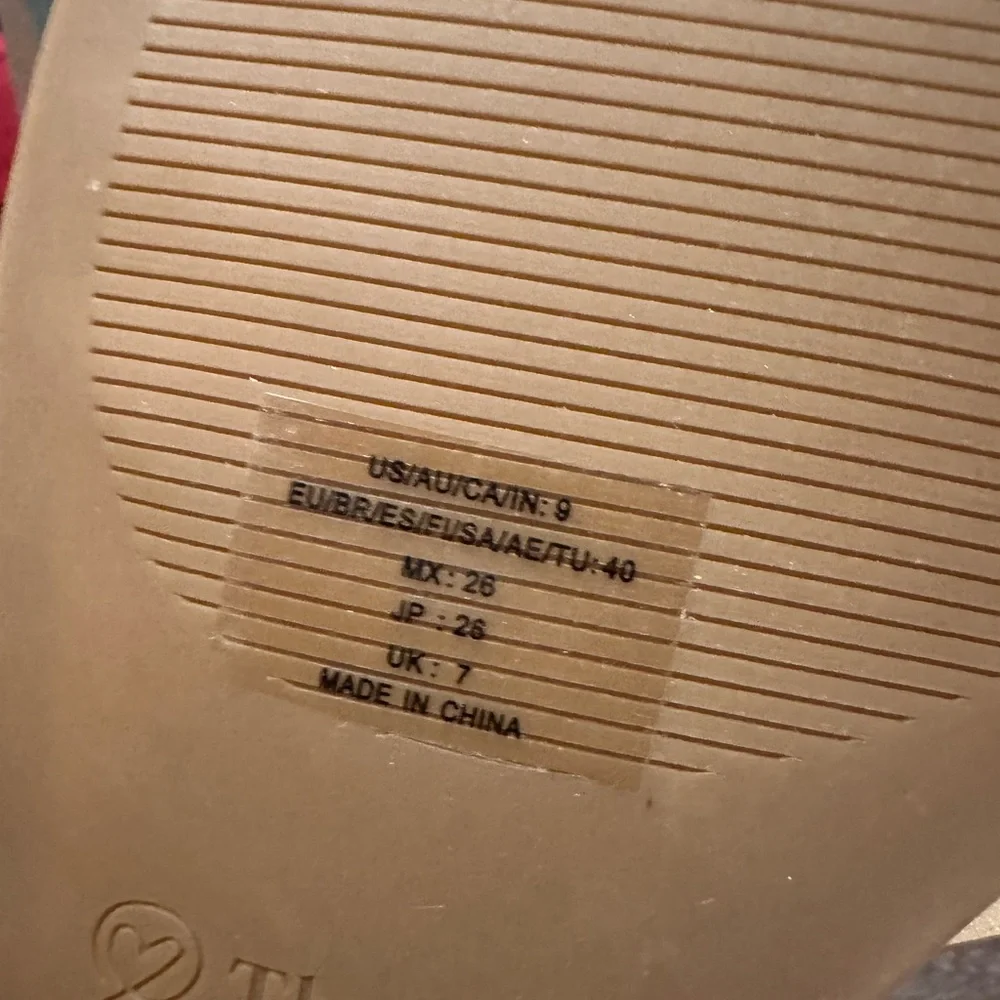 US/AU/CA/IN: 9
EU/BR/ES/FI/SA/AE/TU: 40
MX: 26
JP : 26
UK: 7
MADE IN CHINA